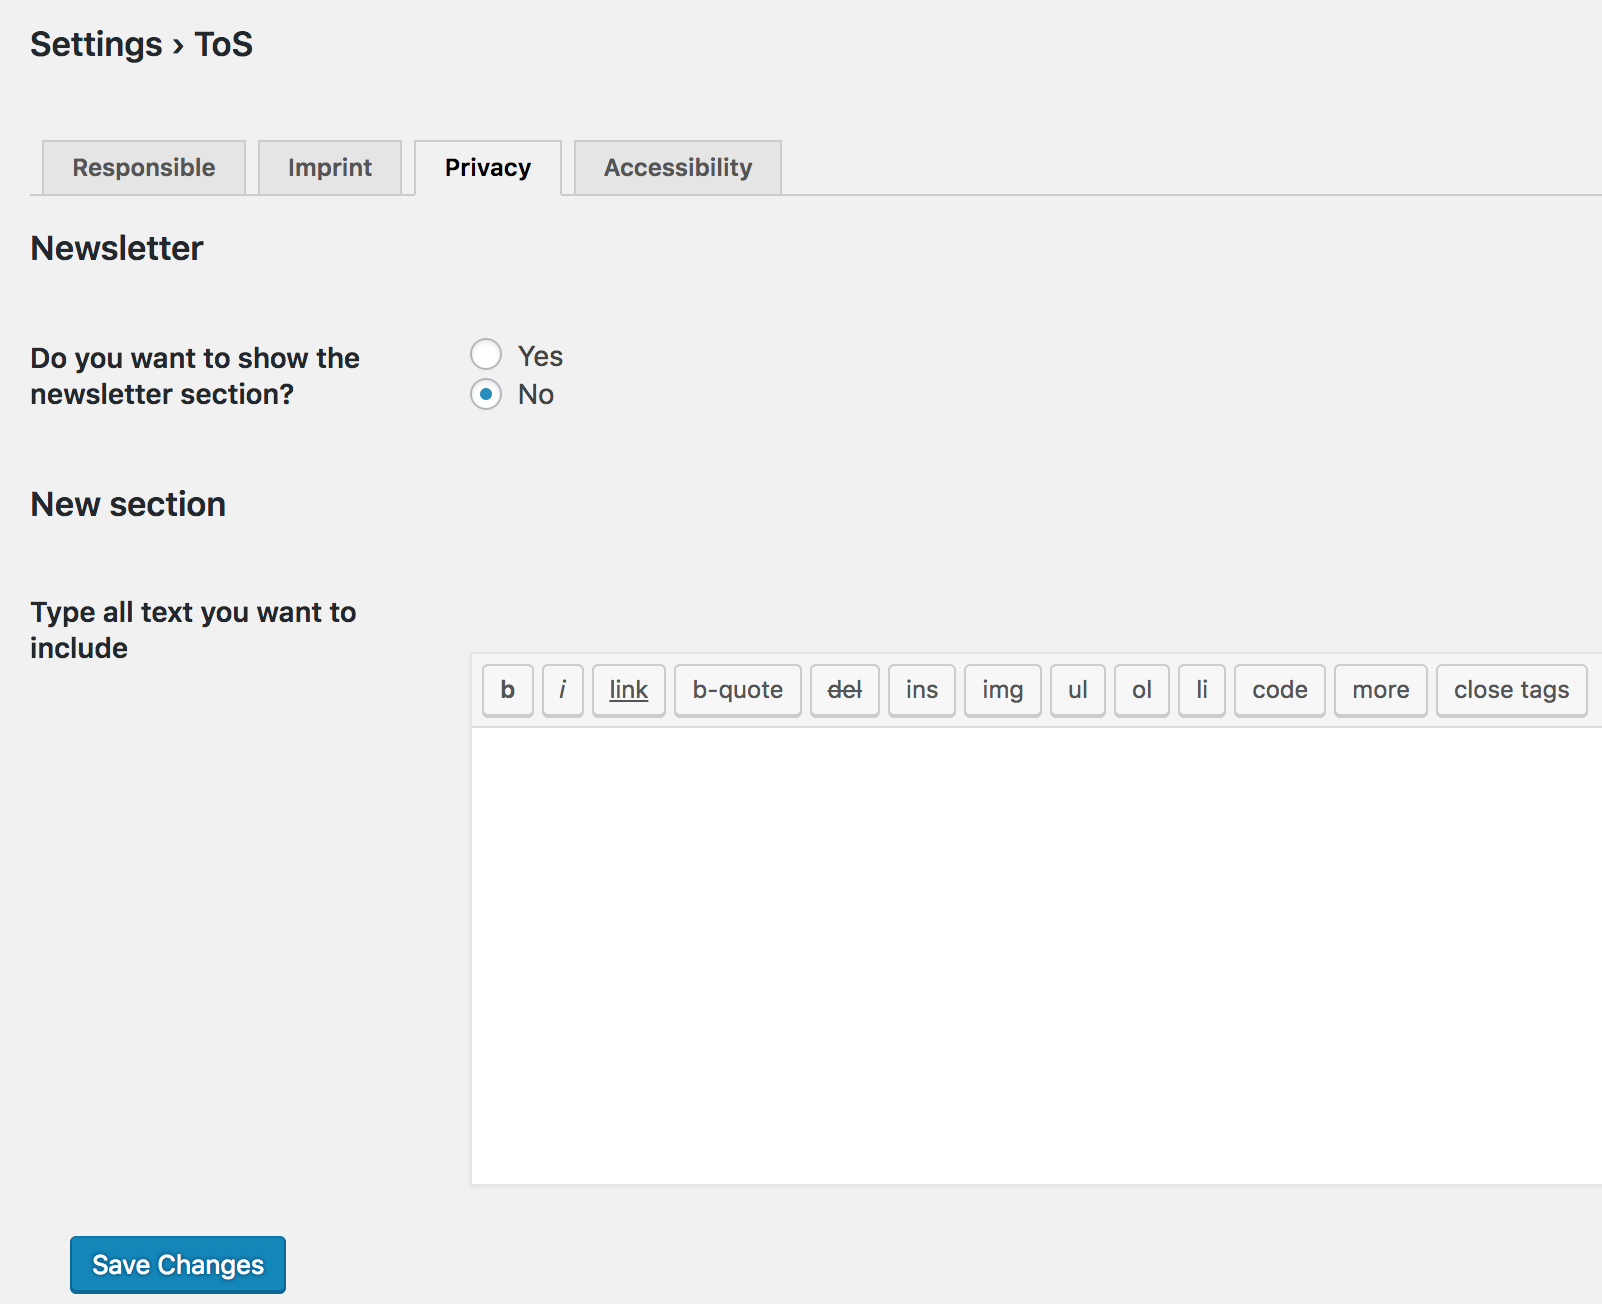 Settings › ToS
Responsible Imprint Privacy Accessibility
Newsletter
Do you want to show the
newsletter section?
Yes
No
New section
Type all text you want to
include
b i link b-quote del ins img ul ol li code more close tags
Save Changes